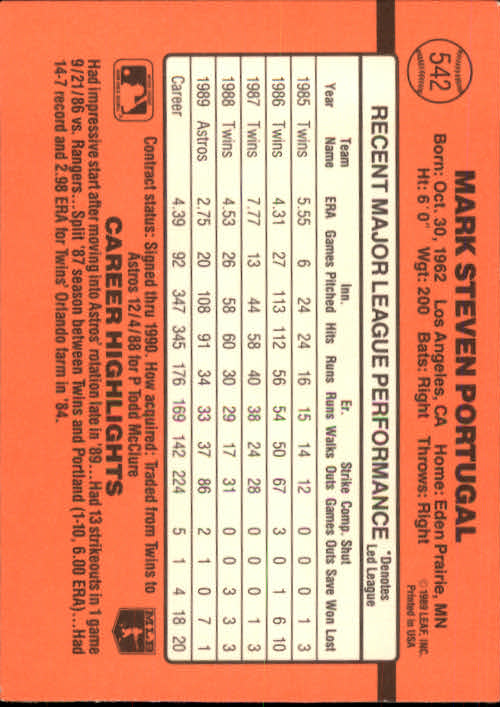 542
MARK STEVEN PORTUGAL
Born: Oct. 30, 1962 Los Angeles, CA Home: Eden Prairie, MN
Ht: 6' 0" Wgt: 200 Bats: Right Throws: Right
© 1989 LEAF, INC.
Printed in USA
RECENT MAJOR LEAGUE PERFORMANCE
*Denotes
Led League
Team Inn. Er. Strike Comp. Shut
Year Name ERA Games Pitched Hits Runs Runs Walks Outs Games Outs Save Won Lost
1985 Twins 5.55 6 24 24 16 15 14 12 0 0 0 1 3
1986 Twins 4.31 27 113 112 56 54 50 67 3 0 1 6 10
1987 Twins 7.77 13 44 58 40 38 24 28 0 0 0 1 3
1988 Twins 4.53 26 58 60 30 29 17 31 0 0 3 3 3
1989 Astros 2.75 20 108 91 34 33 37 86 2 1 0 7 1
Career 4.39 92 347 345 176 169 142 224 5 1 4 18 20
Contract status: Signed thru 1990. How acquired: Traded from Twins to
Astros 12/4/88 for P Todd McClure
MLB
CAREER HIGHLIGHTS
Had impressive start after moving into Astros' rotation late in '89...Had 13 strikeouts in 1 game
9/21/86 vs. Rangers...Split '87 season between Twins and Portland (1-10, 6.00 ERA)...Had
14-7 record and 2.98 ERA for Twins' Orlando farm in '84.